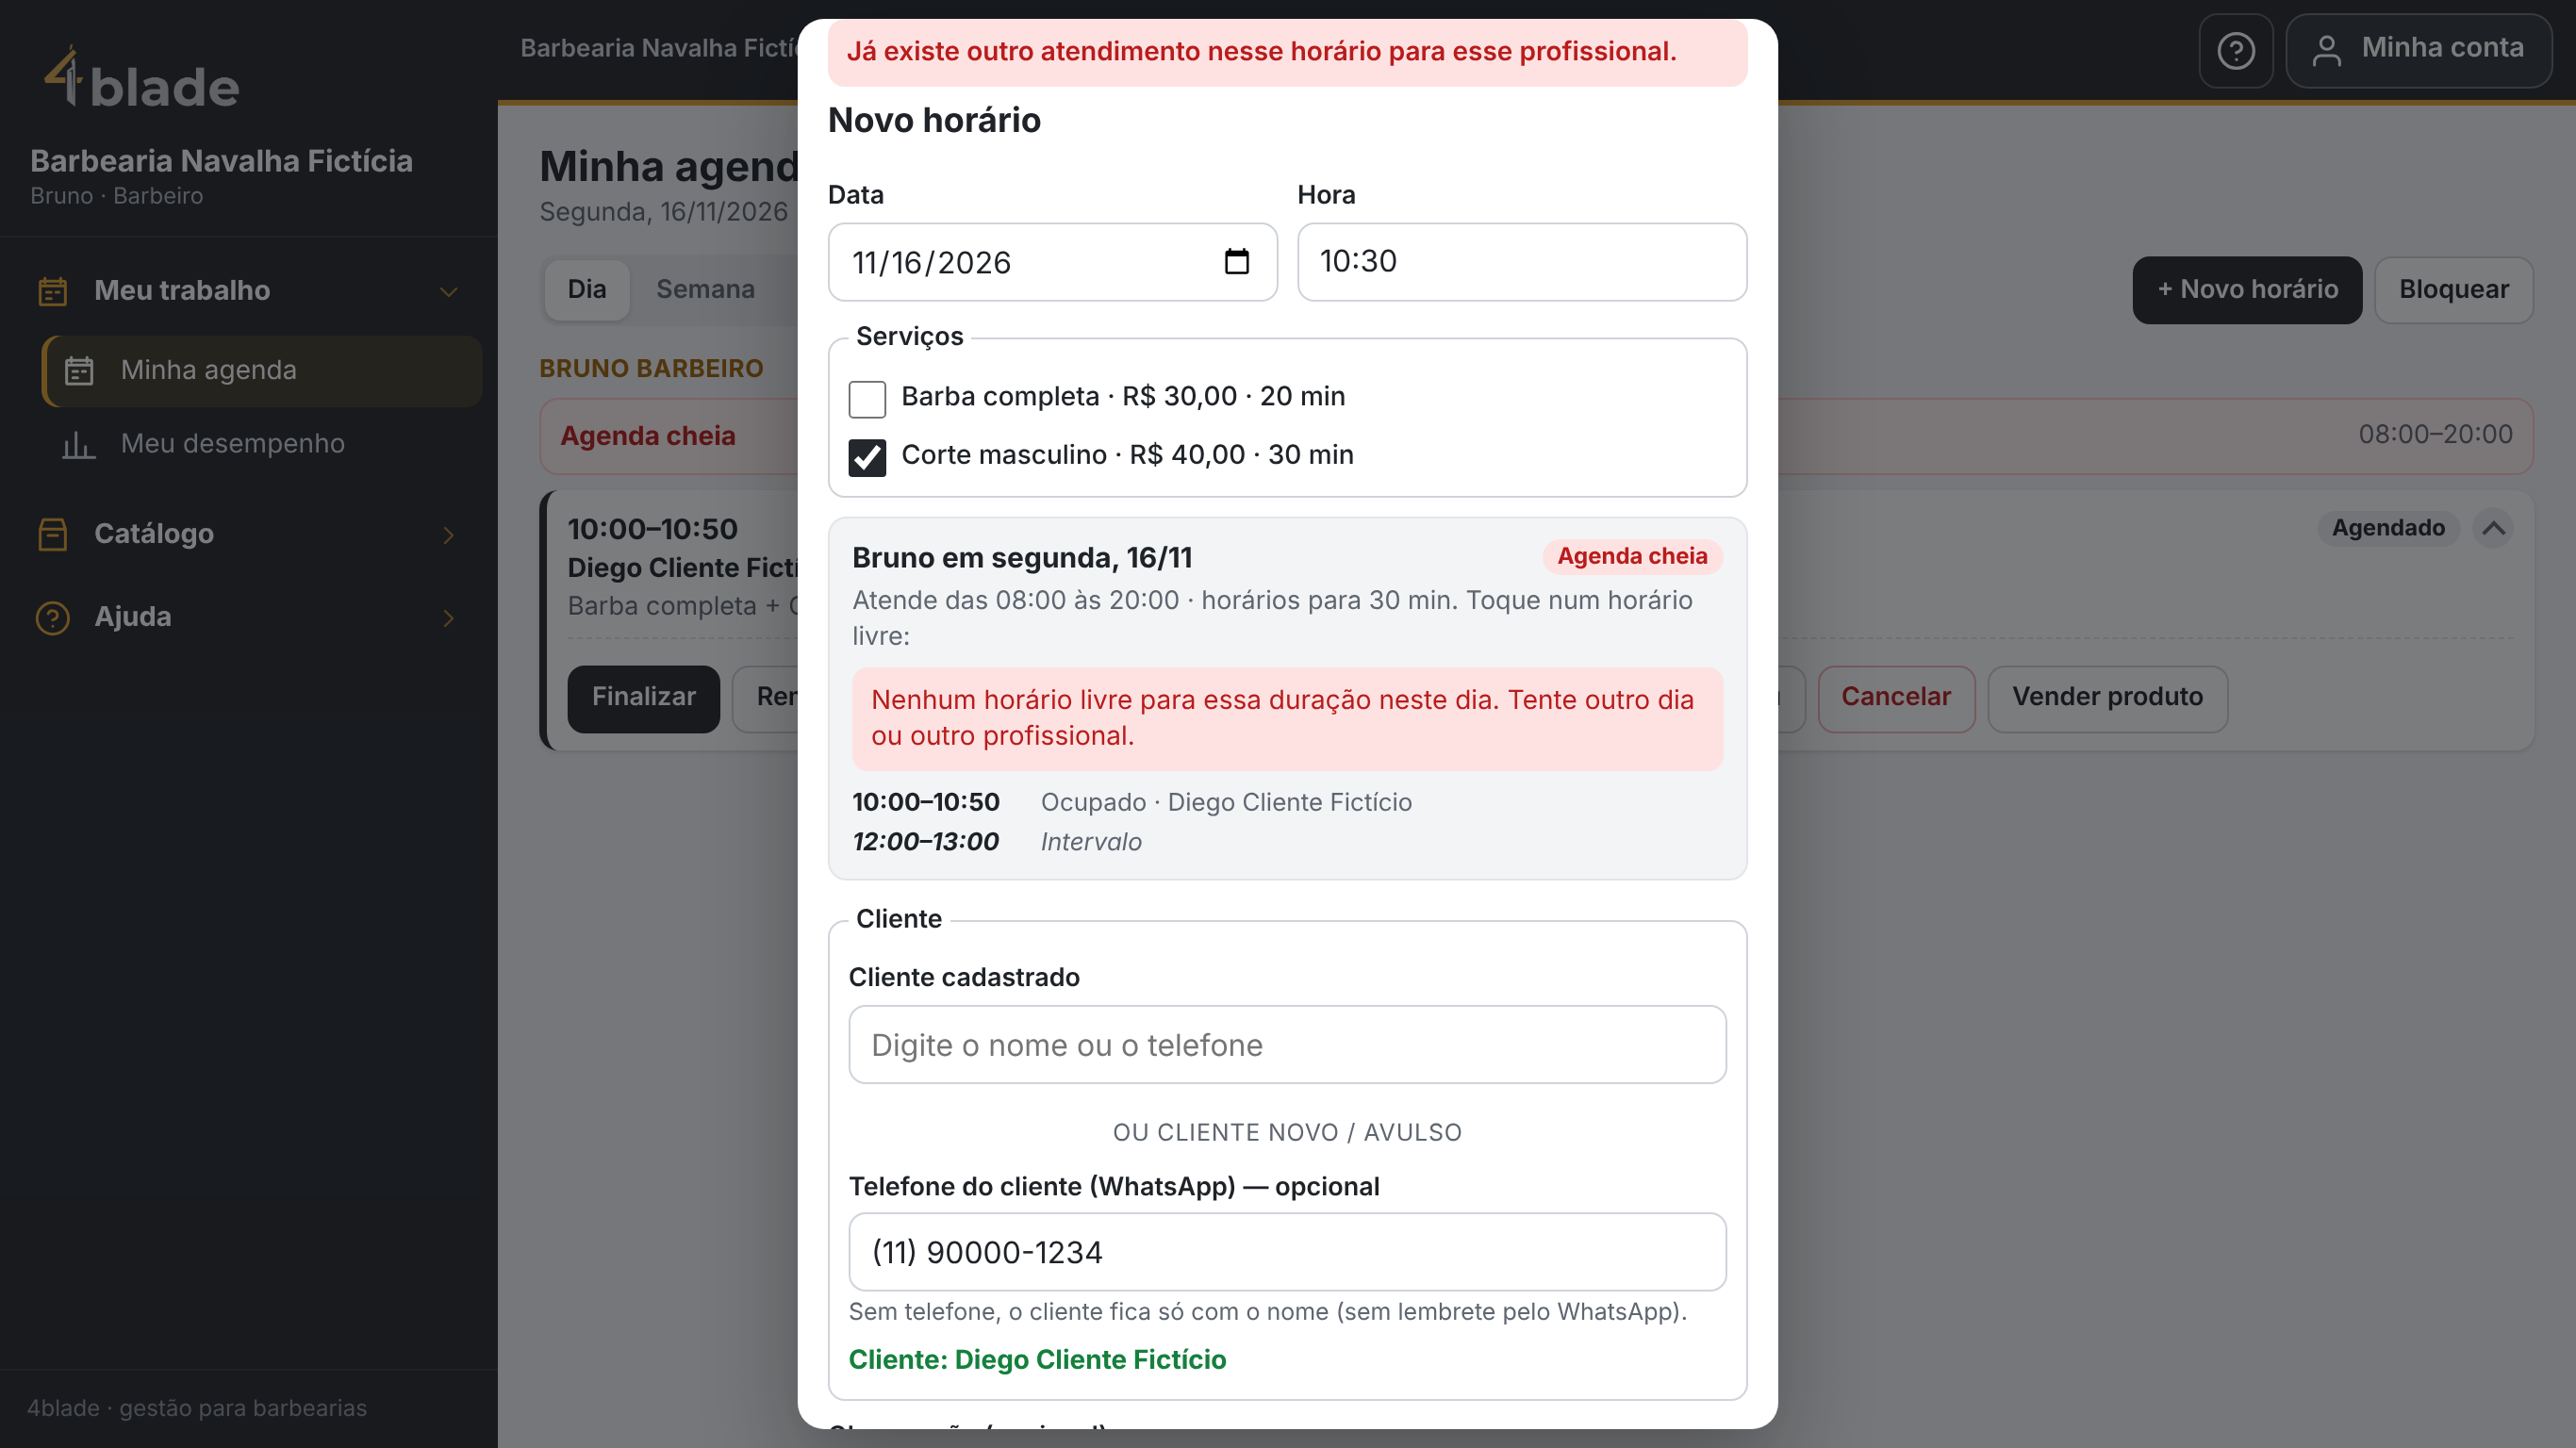 4blade
Barbearia Navalha Fictícia
Bruno · Barbeiro
Meu trabalho
Minha agenda
Meu desempenho
Catálogo
Ajuda
4blade · gestão para barbearias
Barbearia Navalha
Minha conta
Minha
Segunda, 16/11/2026
Dia
Semana
+ Novo horário
Bloquear
BRUNO BARBEIRO
Agenda cheia
08:00–20:00
10:00–10:50
Agendado
Diego Cliente
Barba completa +
Finalizar
Cancelar
Vender produto
Já existe outro atendimento nesse horário para esse profissional.
Novo horário
Data
Hora
11/16/2026
10:30
Serviços
Barba completa · R$ 30,00 · 20 min
Corte masculino · R$ 40,00 · 30 min
Bruno em segunda, 16/11
Agenda cheia
Atende das 08:00 às 20:00 · horários para 30 min. Toque num horário
livre:
Nenhum horário livre para essa duração neste dia. Tente outro dia
ou outro profissional.
10:00–10:50 Ocupado · Diego Cliente Fictício
12:00–13:00 Intervalo
Cliente
Cliente cadastrado
Digite o nome ou o telefone
OU CLIENTE NOVO / AVULSO
Telefone do cliente (WhatsApp) — opcional
(11) 90000-1234
Sem telefone, o cliente fica só com o nome (sem lembrete pelo WhatsApp).
Cliente: Diego Cliente Fictício